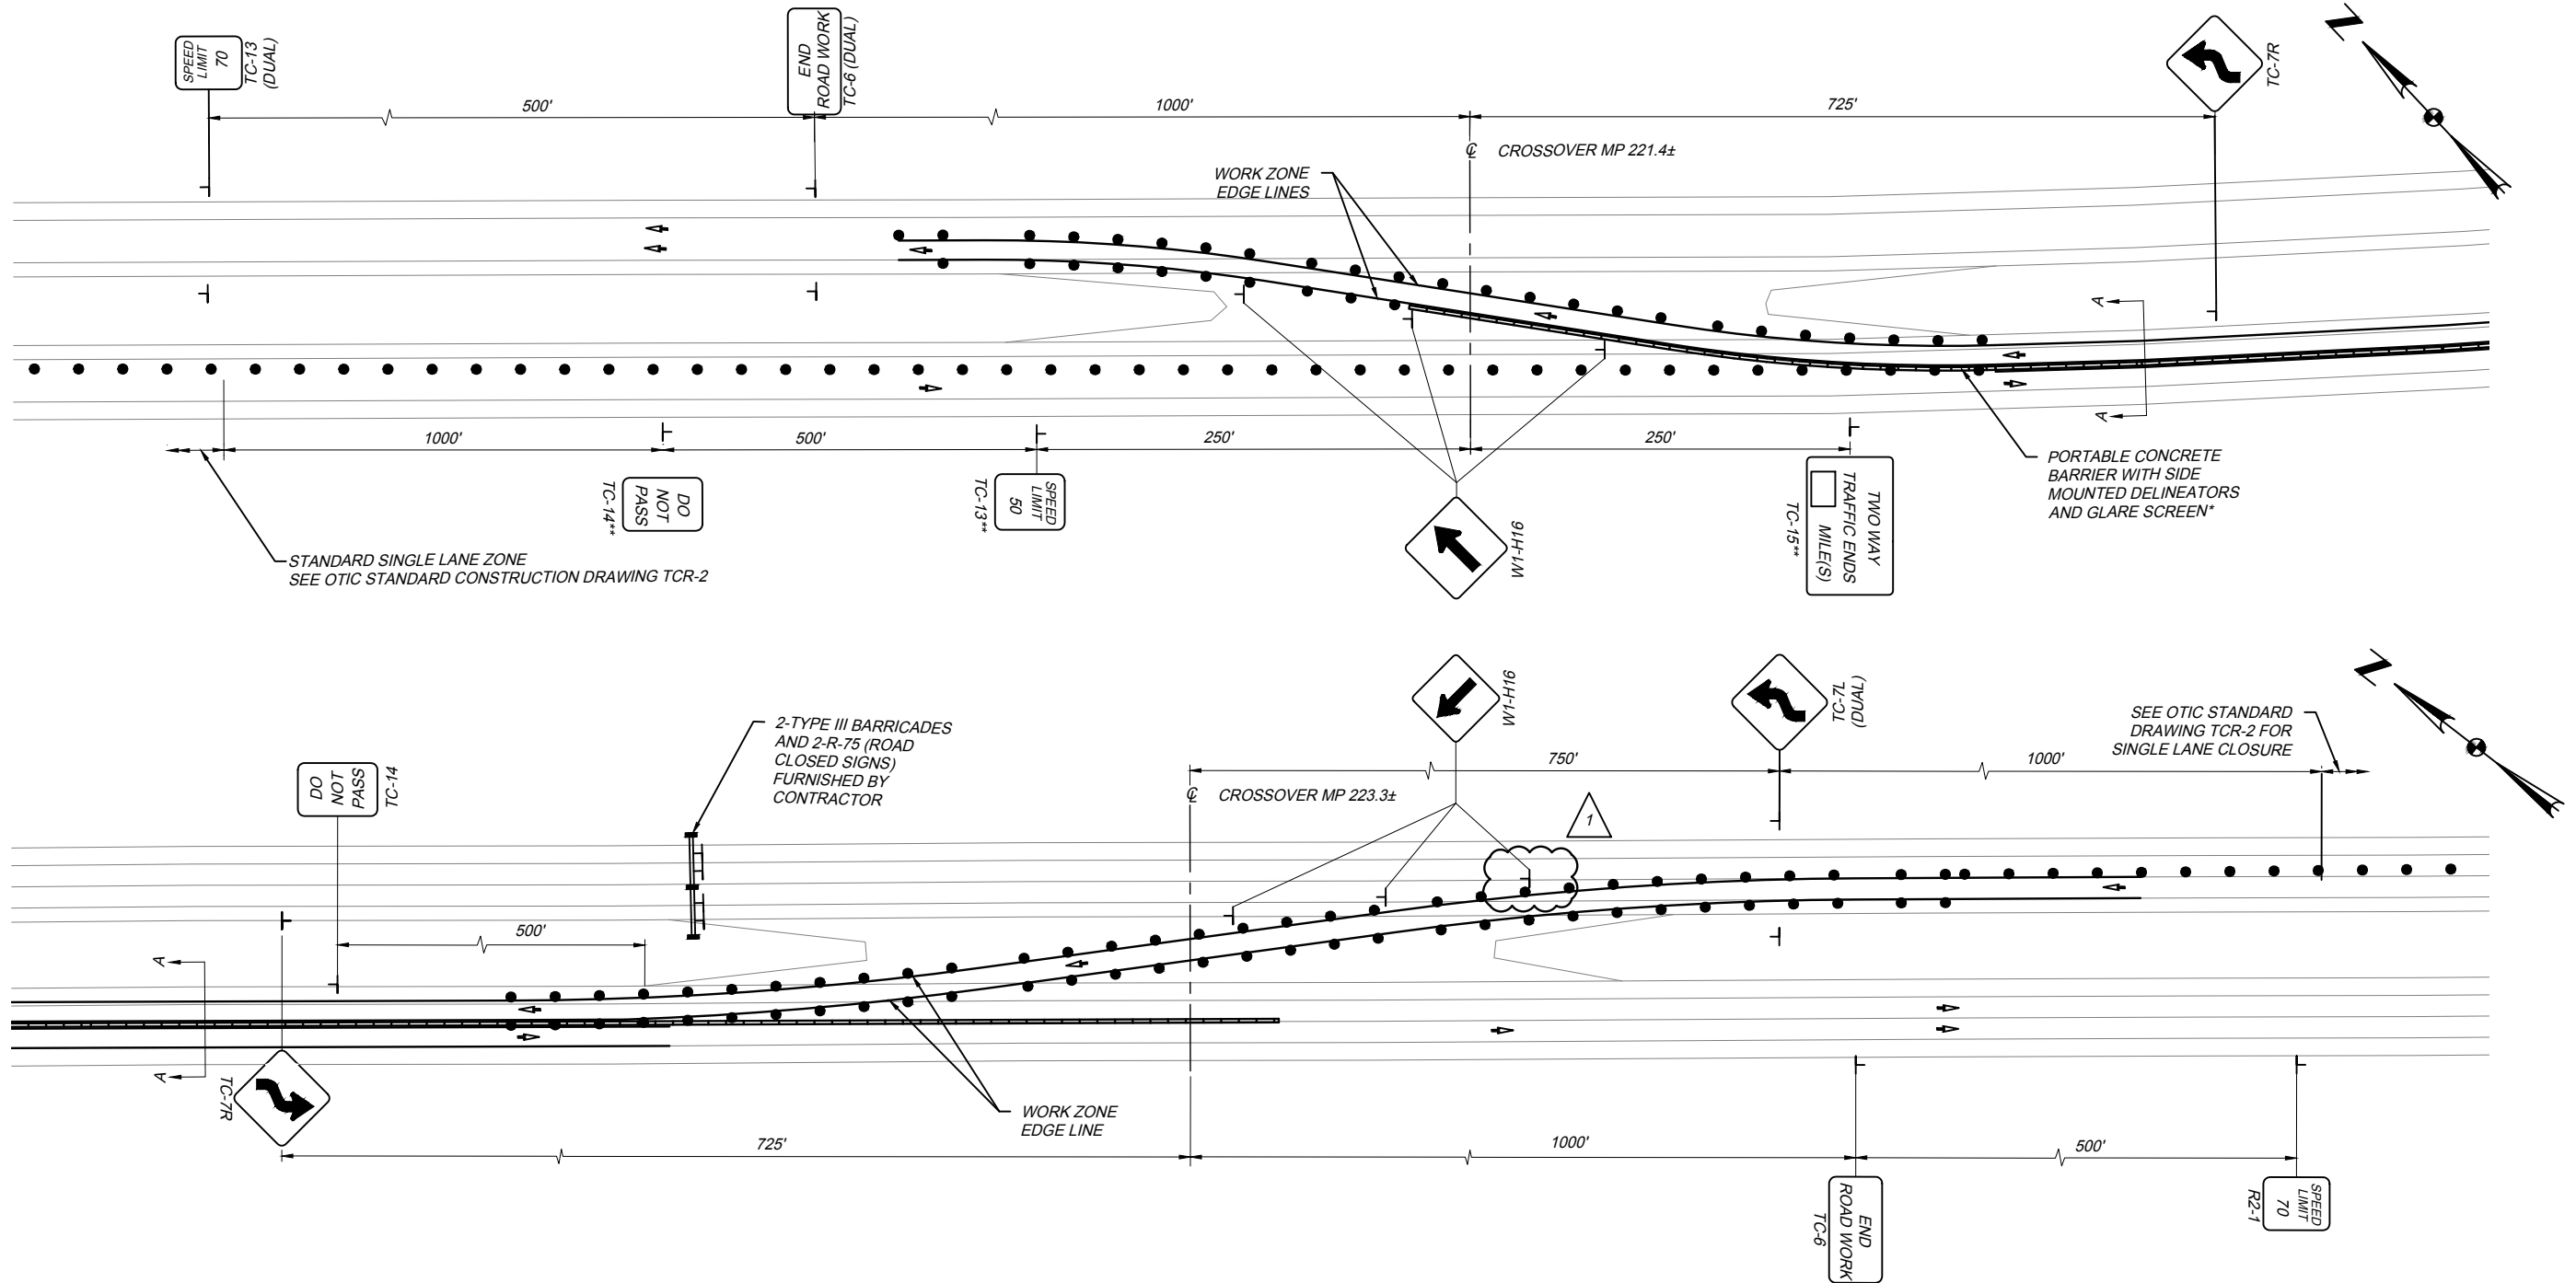 SPEED
LIMIT
70
TC-13
(DUAL)
END
ROAD WORK
TC-6 (DUAL)
TC-7R
N
500'
1000'
725'
℄ CROSSOVER MP 221.4±
WORK ZONE
EDGE LINES
A
A
1000'
500'
250'
250'
DO
NOT
PASS
TC-14**
SPEED
LIMIT
50
TC-13**
W1-H16
TWO WAY
TRAFFIC ENDS
MILE(S)
TC-15**
PORTABLE CONCRETE
BARRIER WITH SIDE
MOUNTED DELINEATORS
AND GLARE SCREEN*
STANDARD SINGLE LANE ZONE
SEE OTIC STANDARD CONSTRUCTION DRAWING TCR-2
W1-H16
TC-7L
(DUAL)
N
SEE OTIC STANDARD
DRAWING TCR-2 FOR
SINGLE LANE CLOSURE
2-TYPE III BARRICADES
AND 2-R-75 (ROAD
CLOSED SIGNS)
FURNISHED BY
CONTRACTOR
750'
1000'
DO
NOT
PASS
TC-14
℄ CROSSOVER MP 223.3±
1
500'
A
A
TC-7R
WORK ZONE
EDGE LINE
725'
1000'
500'
END
ROAD WORK
TC-6
SPEED
LIMIT
70
R2-1